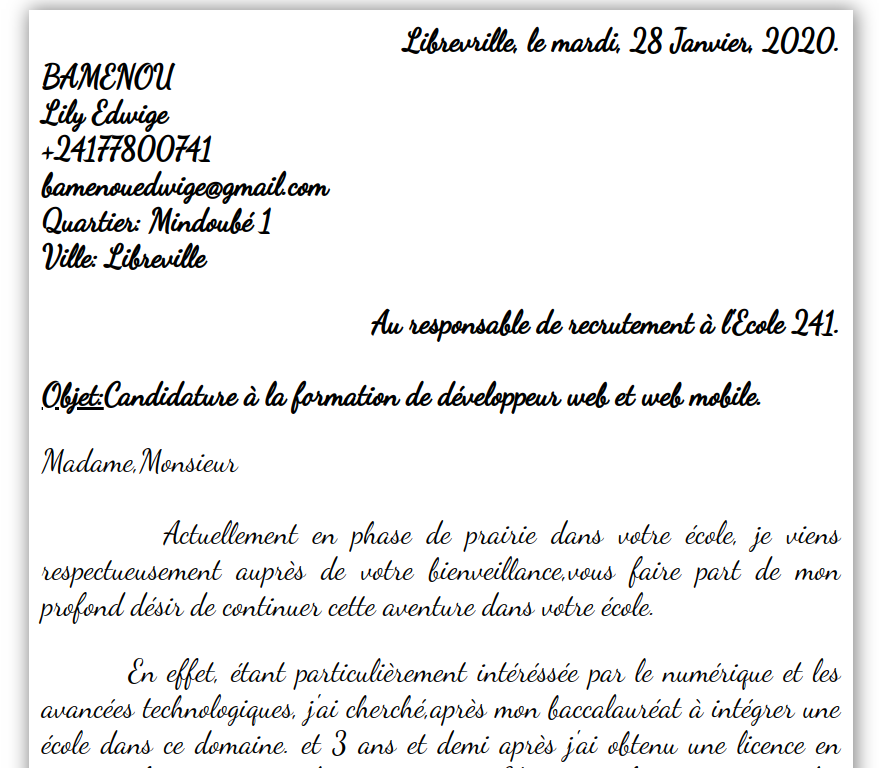 Librevrille, le mardi, 28 Janvier, 2020.
BAMENOU
Lily Edwige
+24177800741
bamenouedwige@gmail.com
Quartier: Mindoubé 1
Ville: Libreville
Au responsable de recrutement à l'Ecole 241.
Objet:Candidature à la formation de développeur web et web mobile.
Madame,Monsieur
Actuellement en phase de prairie dans votre école, je viens
respectueusement auprès de votre bienveillance,vous faire part de mon
profond désir de continuer cette aventure dans votre école.
En effet, étant particulièrement intéréssée par le numérique et les
avancées technologiques, j'ai cherché,après mon baccalauréat à intégrer une
école dans ce domaine. et 3 ans et demi après j'ai obtenu une licence en